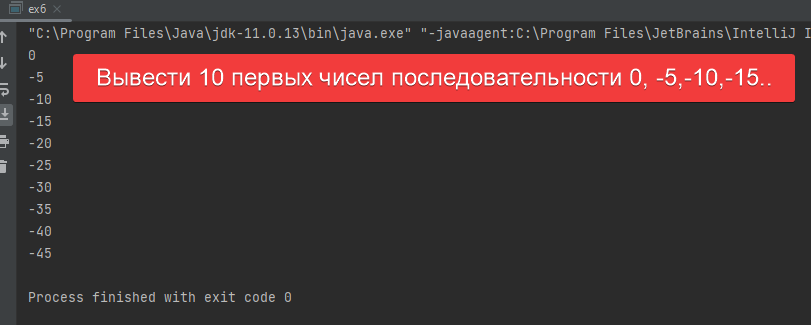 ex6
"C:\Program Files\Java\jdk-11.0.13\bin\java.exe" "-javaagent:C:\Program Files\JetBrains\IntelliJ I
0
Вывести 10 первых чисел последовательности 0, -5,-10,-15..
-5
-10
-15
-20
-25
-30
-35
-40
-45
Process finished with exit code 0